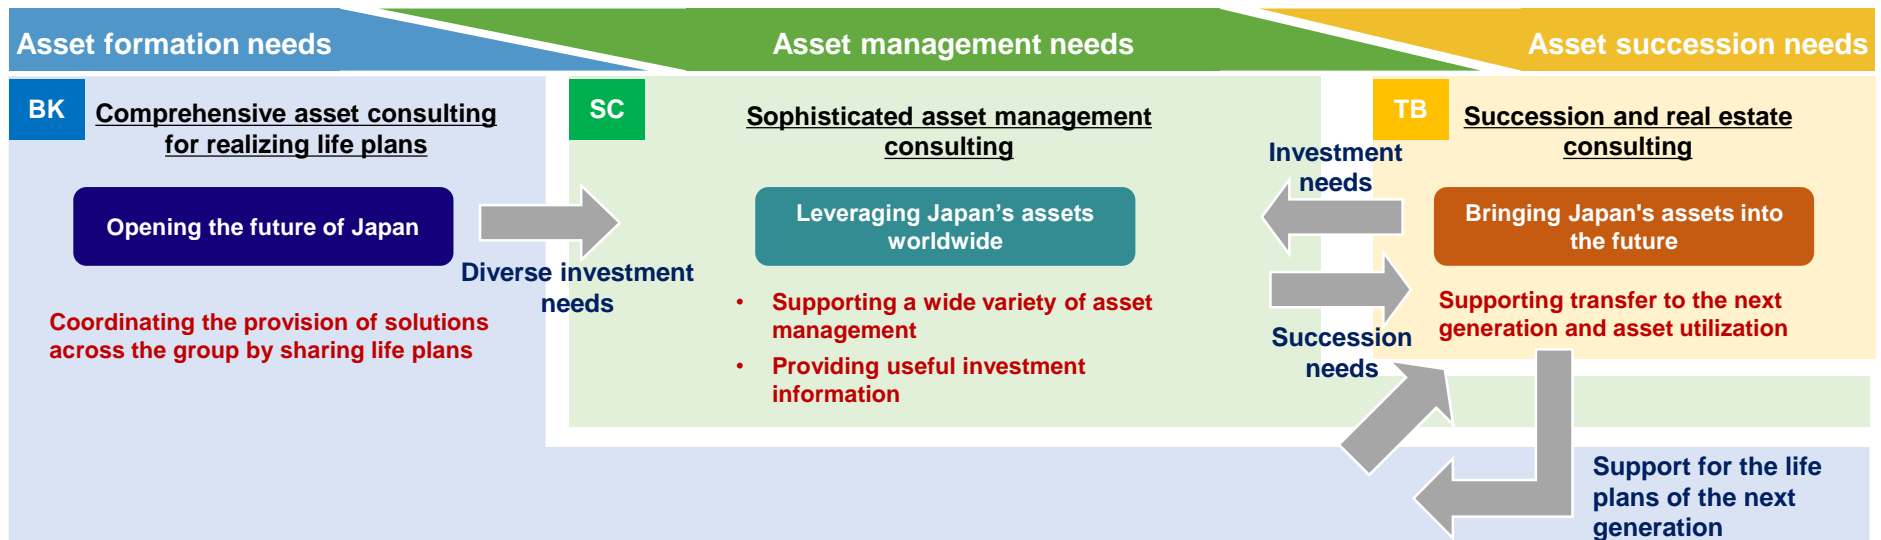 Asset formation needs
Asset management needs
Asset succession needs
BK
Comprehensive asset consulting
for realizing life plans
Opening the future of Japan
Coordinating the provision of solutions
across the group by sharing life plans
Diverse investment
needs
SC
Sophisticated asset management
consulting
Leveraging Japan’s assets
worldwide
• Supporting a wide variety of asset
management
• Providing useful investment
information
Investment
needs
Succession
needs
TB
Succession and real estate
consulting
Bringing Japan's assets into
the future
Supporting transfer to the next
generation and asset utilization
Support for the life
plans of the next
generation